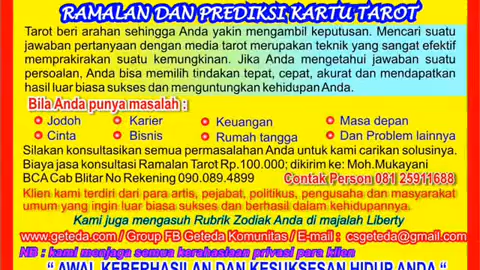 RAMALAN DAN PREDIKSI KARTU TAROT
Tarot beri arahan sehingga Anda yakin mengambil keputusan. Mencari suatu
jawaban pertanyaan dengan media tarot merupakan teknik yang sangat efektif
memprakirakan suatu kemungkinan. Jika Anda mengetahui jawaban suatu
persoalan, Anda bisa memilih tindakan tepat, cepat, akurat dan mendapatkan
hasil luar biasa sukses dan menguntungkan kehidupan Anda.
Bila Anda punya masalah :
Jodoh Karier Keuangan Masa depan
Cinta Bisnis Rumah tangga Dan Problem lainnya
Silakan konsultasikan semua permasalahan Anda untuk kami carikan solusinya.
Biaya jasa konsultasi Ramalan Tarot Rp.100.000; dikirim ke: Moh.Mukayani
BCA Cab Blitar No Rekening 090.089.4899 Contak Person 081 25911688
Klien kami terdiri dari para artis, pejabat, politikus, pengusaha dan masyarakat
umum yang ingin luar biasa sukses dan berhasil dalam kehidupannya.
Kami juga mengasuh Rubrik Zodiak Anda di majalah Liberty
www.geteda.com / Group FB Geteda Komunitas / E-mail : csgeteda@gmail.com
NB : kami menjaga semua kerahasiaan privasi para klien
" AWAL KEBERHASILAN DAN KESUKSESAN HIDUP ANDA "